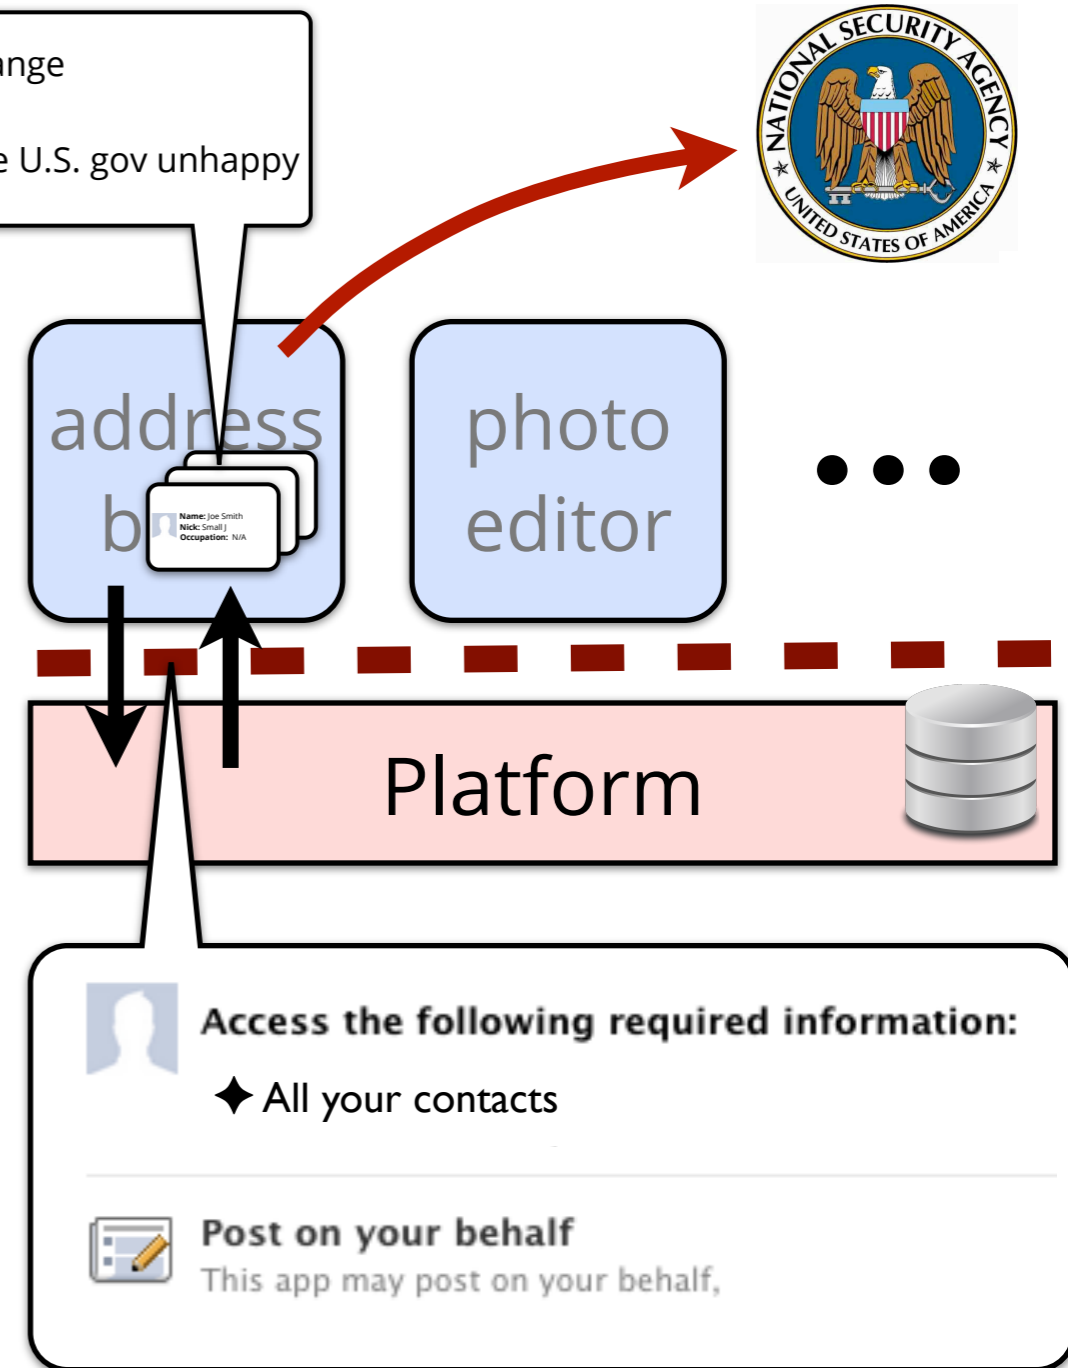 ange
e U.S. gov unhappy
NATIONAL SECURITY AGENCY
UNITED STATES OF AMERICA
address
b
Name: Joe Smith
Nick: Small J
Occupation: N/A
photo
editor
Platform
Access the following required information:
All your contacts
Post on your behalf
This app may post on your behalf,